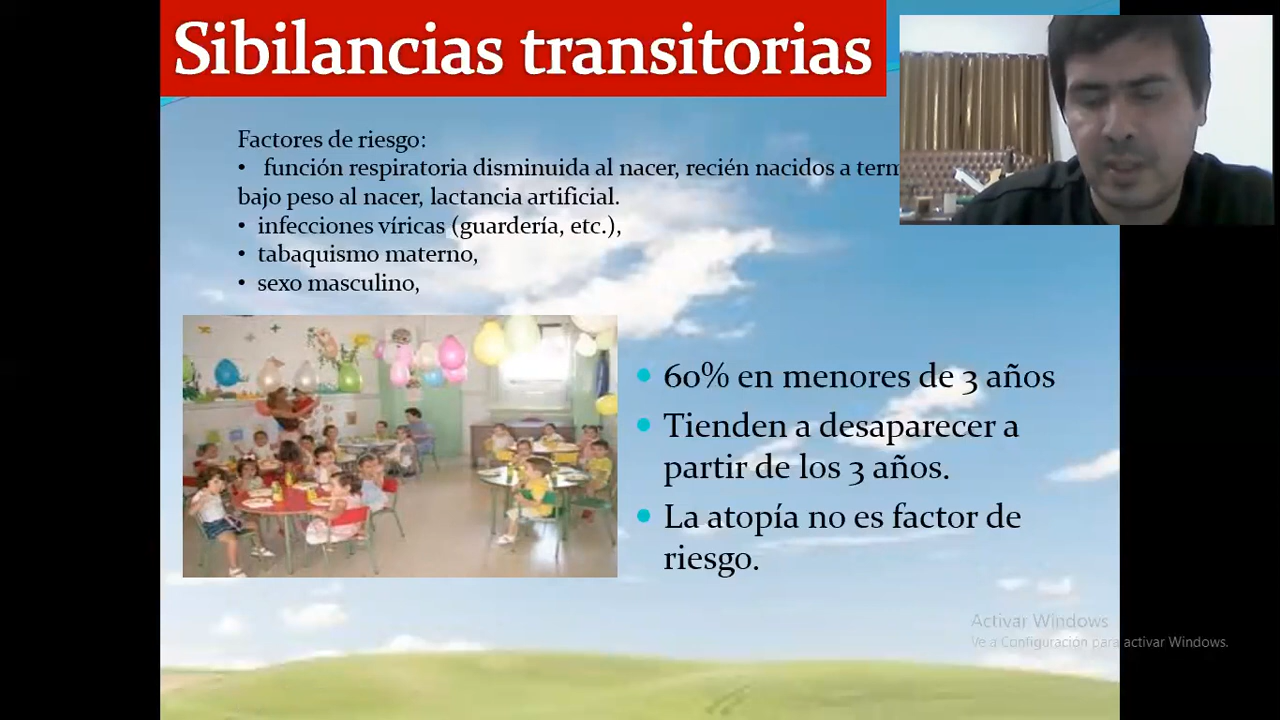 Sibilancias transitorias
Factores de riesgo:
• función respiratoria disminuida al nacer, recién nacidos a
bajo peso al nacer, lactancia artificial.
• infecciones víricas (guardería, etc.),
• tabaquismo materno,
• sexo masculino,
• 60% en menores de 3 años
• Tienden a desaparecer a
partir de los 3 años.
• La atopía no es factor de
riesgo.
Activar Windows
Ve a Configuración para activar Windows.